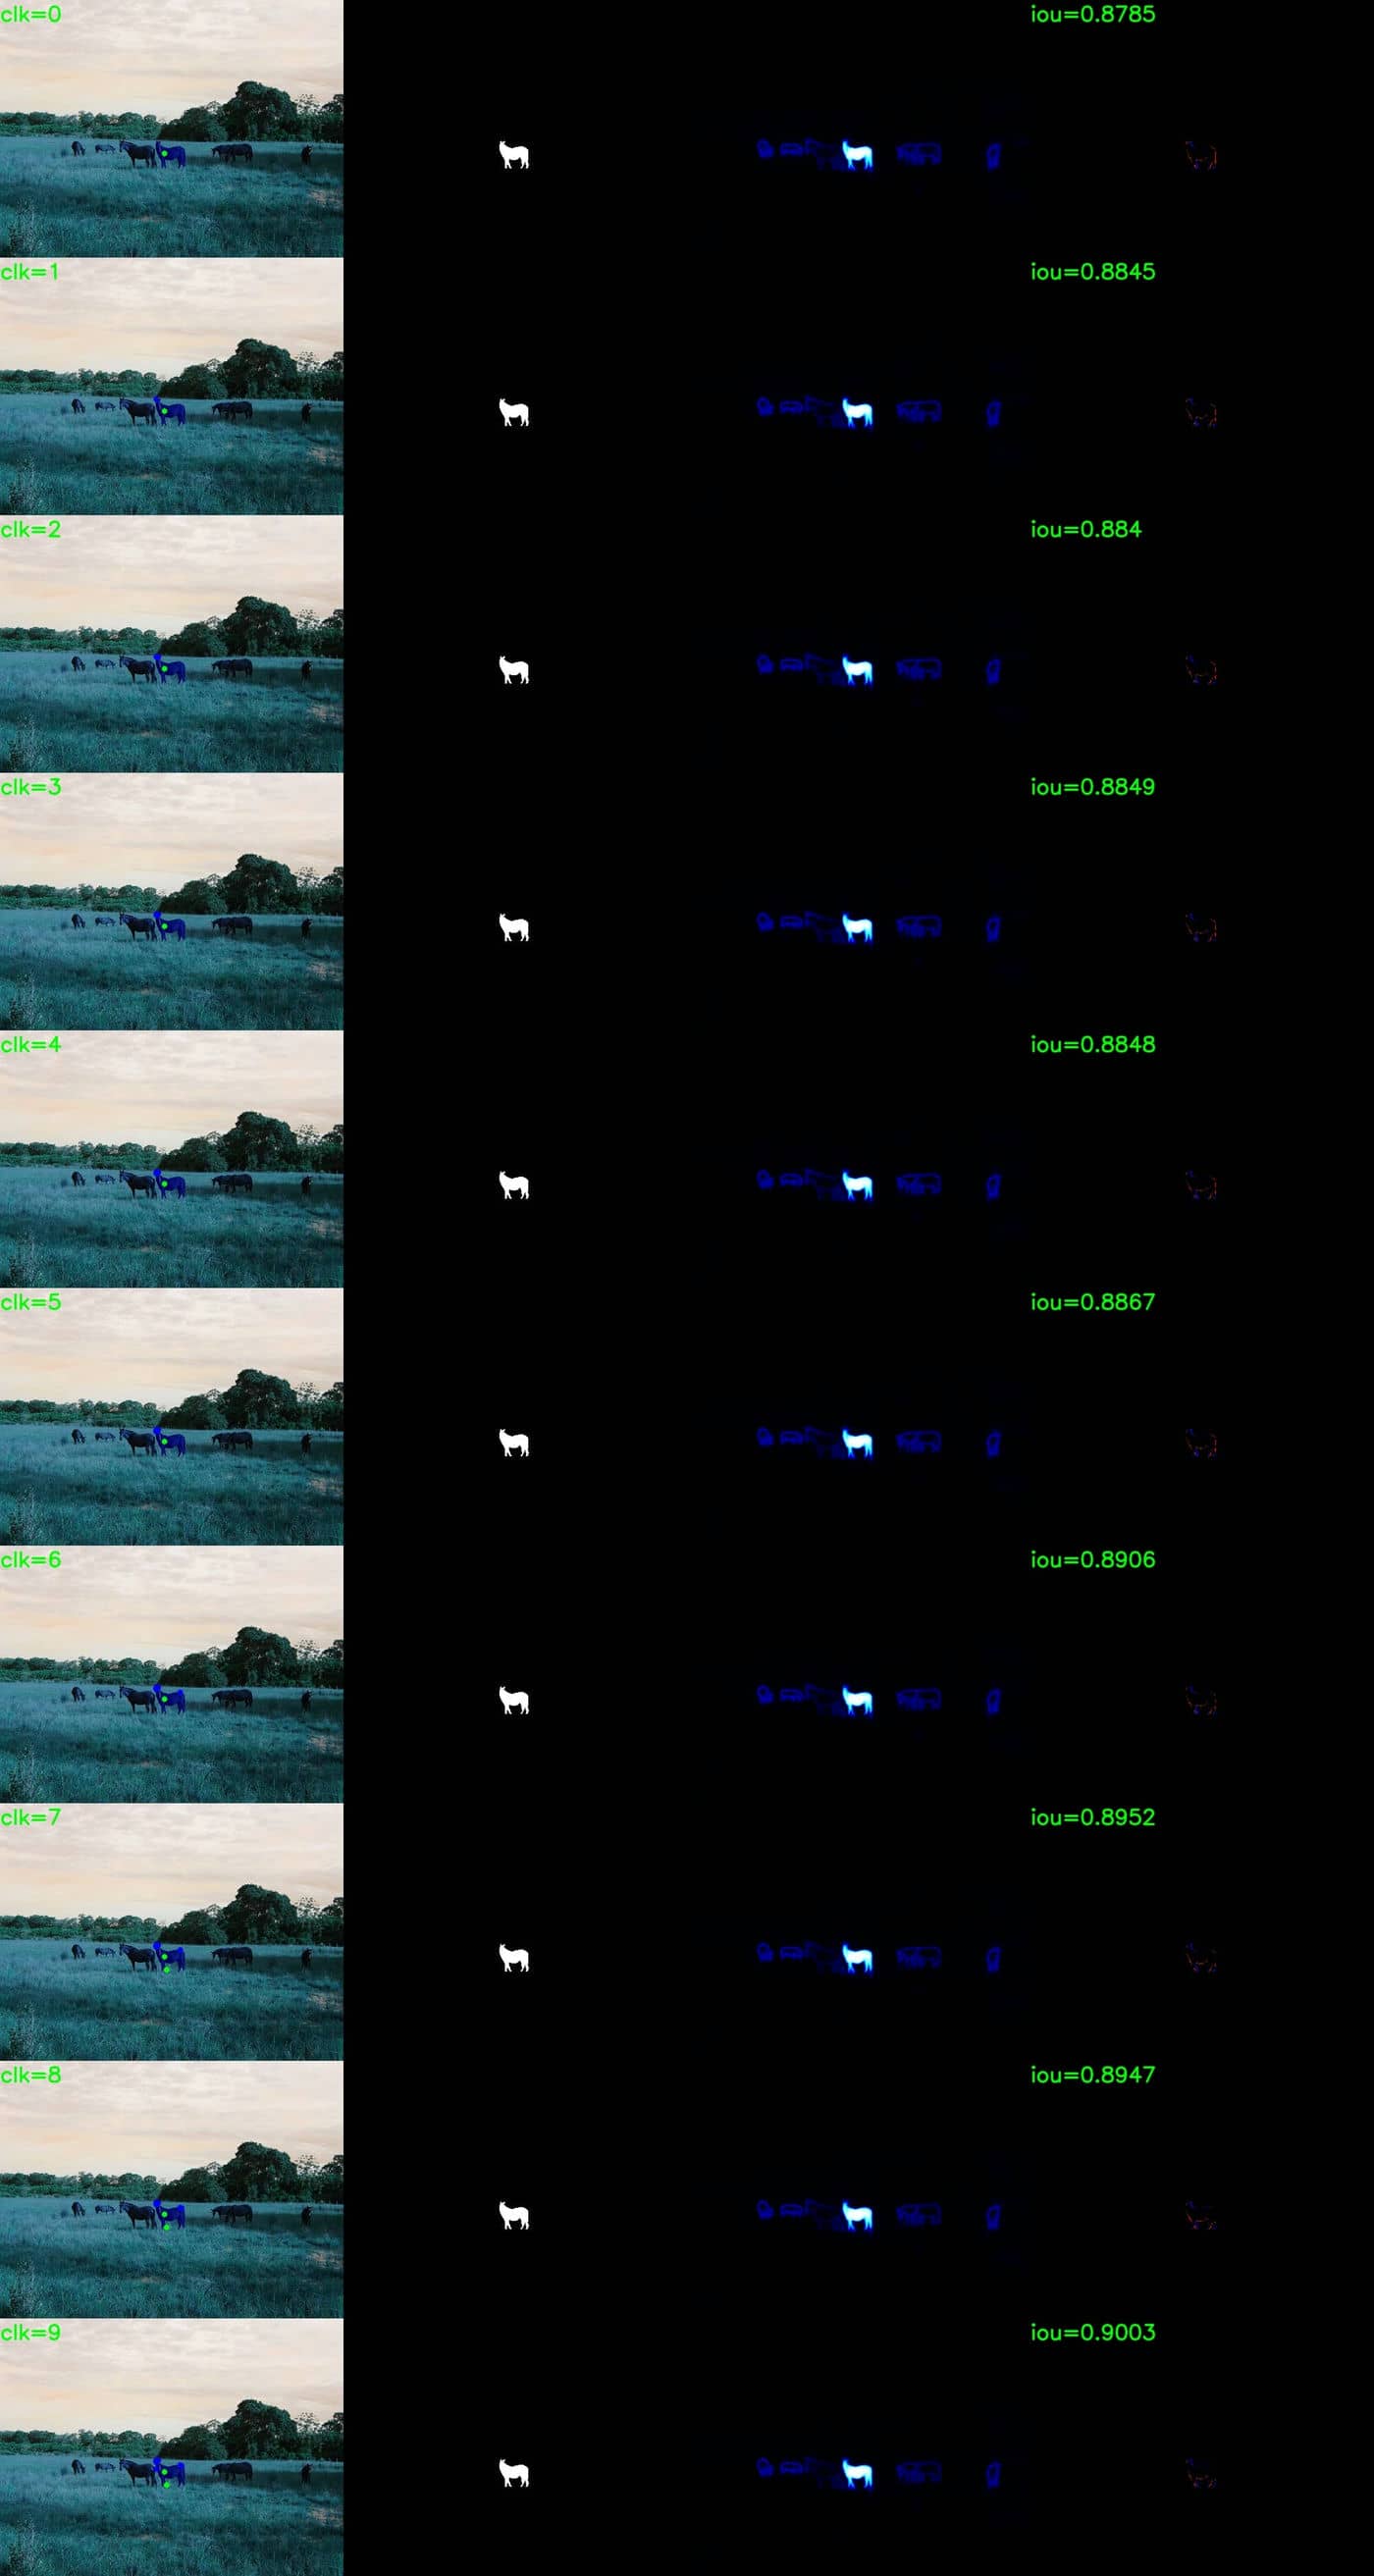 clk=0 iou=0.8785
clk=1 iou=0.8845
clk=2 iou=0.884
clk=3 iou=0.8849
clk=4 iou=0.8848
clk=5 iou=0.8867
clk=6 iou=0.8906
clk=7 iou=0.8952
clk=8 iou=0.8947
clk=9 iou=0.9003